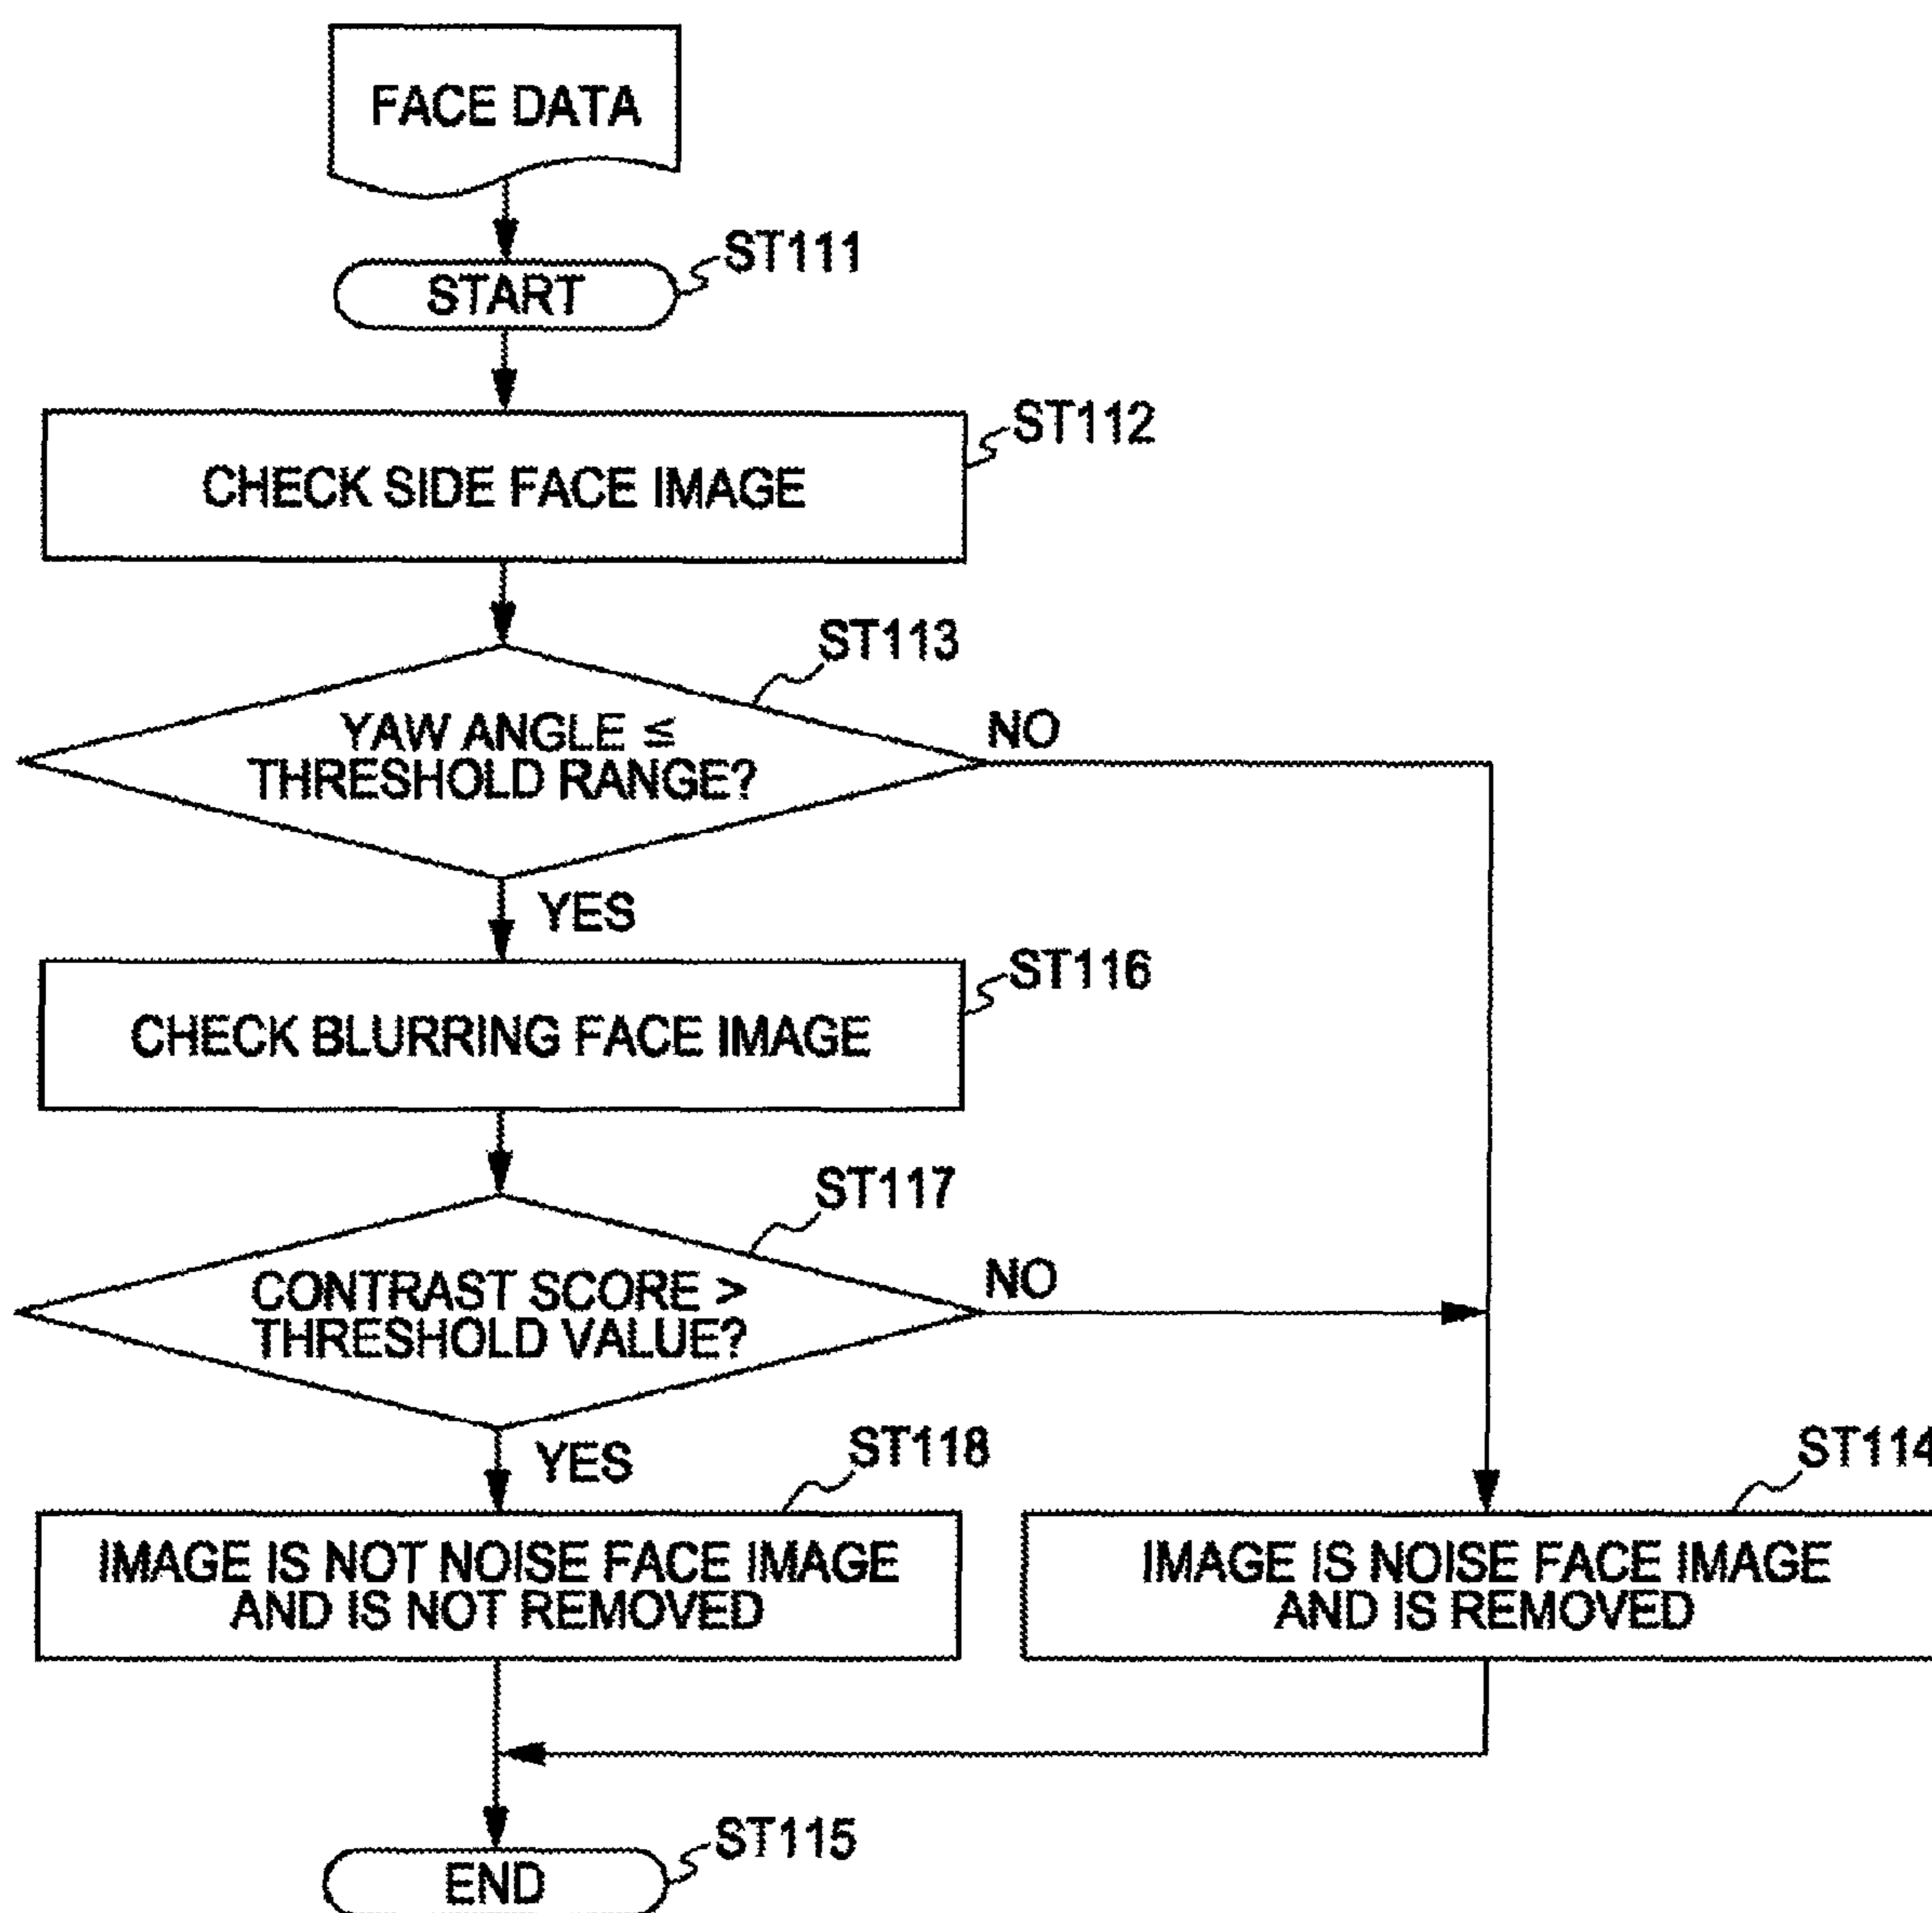 FACE DATA
ST111
START
ST112
CHECK SIDE FACE IMAGE
ST113
YAW ANGLE ≤
THRESHOLD RANGE?
NO
YES
ST116
CHECK BLURRING FACE IMAGE
ST117
CONTRAST SCORE >
THRESHOLD VALUE?
NO
YES
ST118
IMAGE IS NOT NOISE FACE IMAGE
AND IS NOT REMOVED
ST114
IMAGE IS NOISE FACE IMAGE
AND IS REMOVED
ST115
END